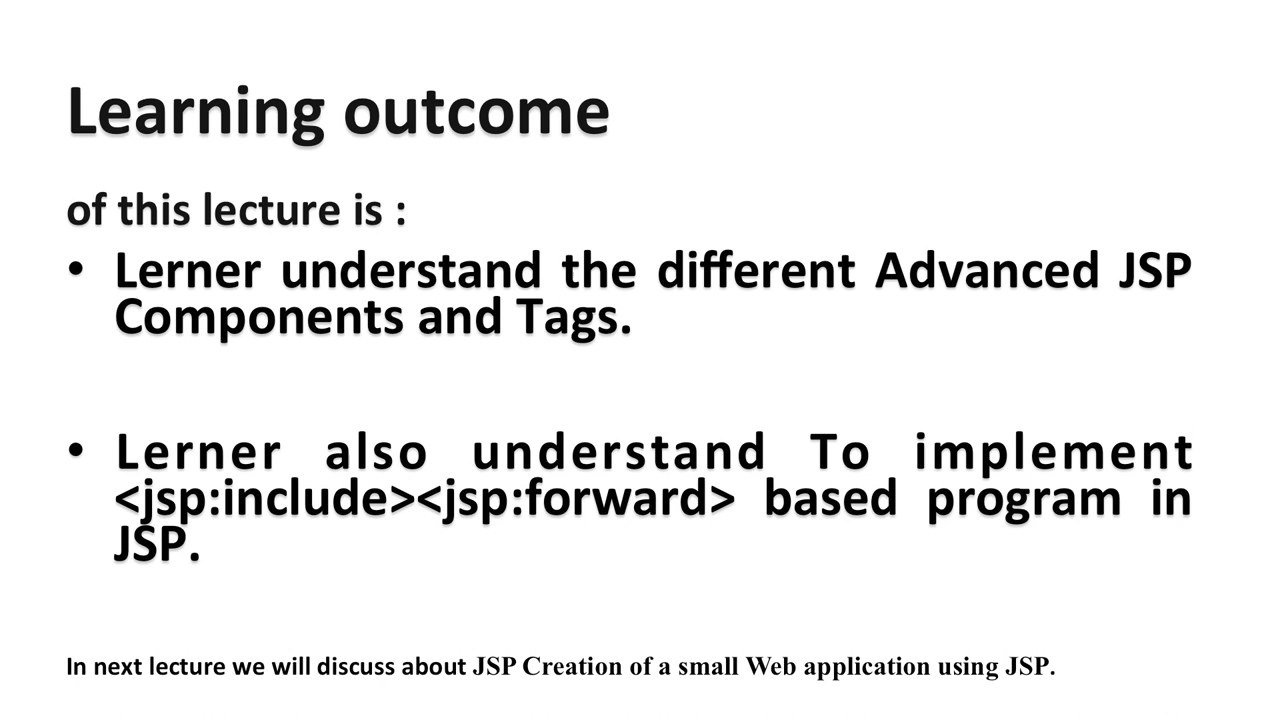 Learning outcome
of this lecture is :
• Lerner understand the different Advanced JSP
Components and Tags.
• Lerner also understand To implement
<jsp:include><jsp:forward> based program in
JSP.
In next lecture we will discuss about JSP Creation of a small Web application using JSP.